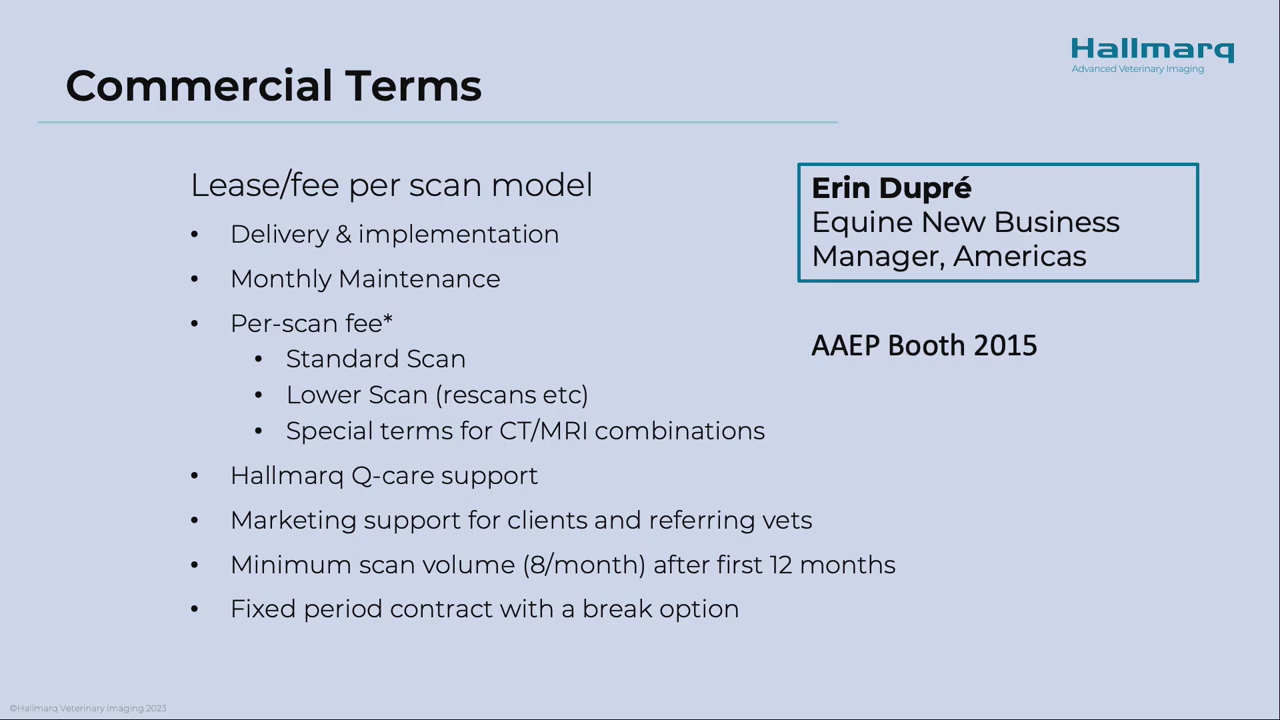 Hallmarq
Advanced Veterinary Imaging
Commercial Terms
Lease/fee per scan model
• Delivery & implementation
• Monthly Maintenance
• Per-scan fee*
• Standard Scan
• Lower Scan (rescans etc)
• Special terms for CT/MRI combinations
• Hallmarq Q-care support
• Marketing support for clients and referring vets
• Minimum scan volume (8/month) after first 12 months
• Fixed period contract with a break option
Erin Dupré
Equine New Business
Manager, Americas
AAEP Booth 2015
©Hallmarq Veterinary Imaging 2023